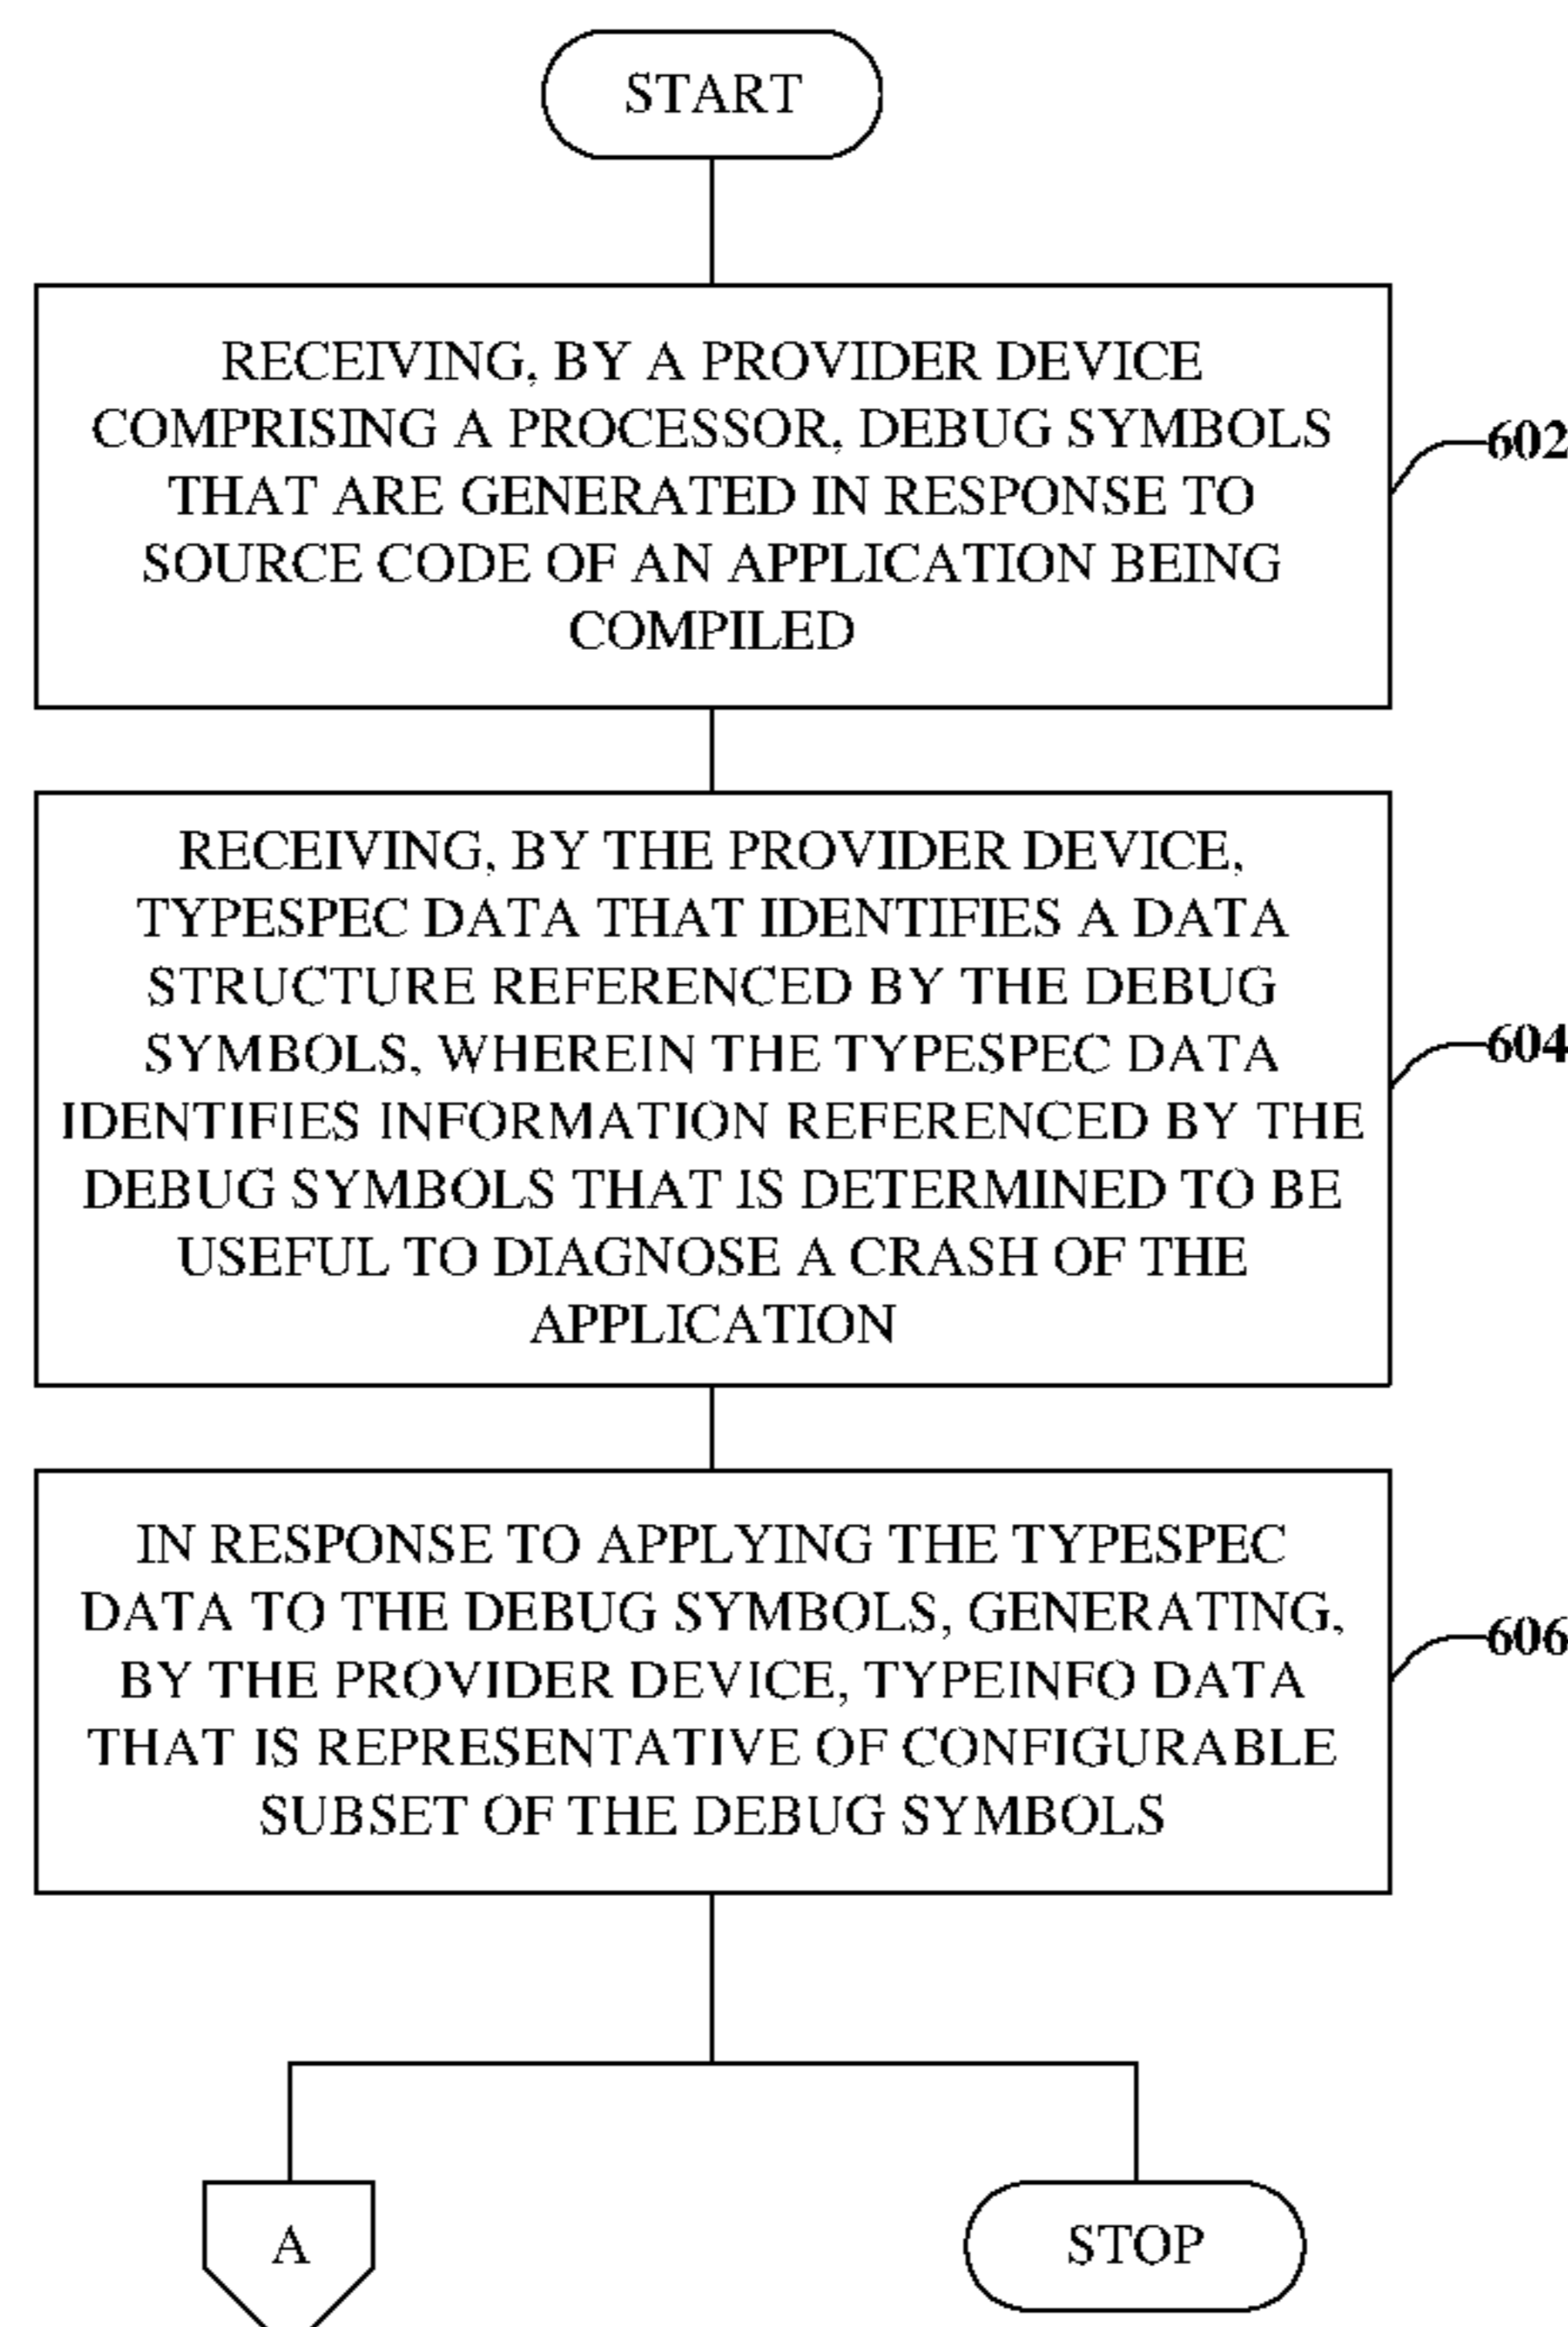 START
RECEIVING, BY A PROVIDER DEVICE
COMPRISING A PROCESSOR, DEBUG SYMBOLS
THAT ARE GENERATED IN RESPONSE TO
SOURCE CODE OF AN APPLICATION BEING
COMPILED
602
RECEIVING, BY THE PROVIDER DEVICE,
TYPESPEC DATA THAT IDENTIFIES A DATA
STRUCTURE REFERENCED BY THE DEBUG
SYMBOLS, WHEREIN THE TYPESPEC DATA
IDENTIFIES INFORMATION REFERENCED BY THE
DEBUG SYMBOLS THAT IS DETERMINED TO BE
USEFUL TO DIAGNOSE A CRASH OF THE
APPLICATION
604
IN RESPONSE TO APPLYING THE TYPESPEC
DATA TO THE DEBUG SYMBOLS, GENERATING,
BY THE PROVIDER DEVICE, TYPEINFO DATA
THAT IS REPRESENTATIVE OF CONFIGURABLE
SUBSET OF THE DEBUG SYMBOLS
606
A
STOP